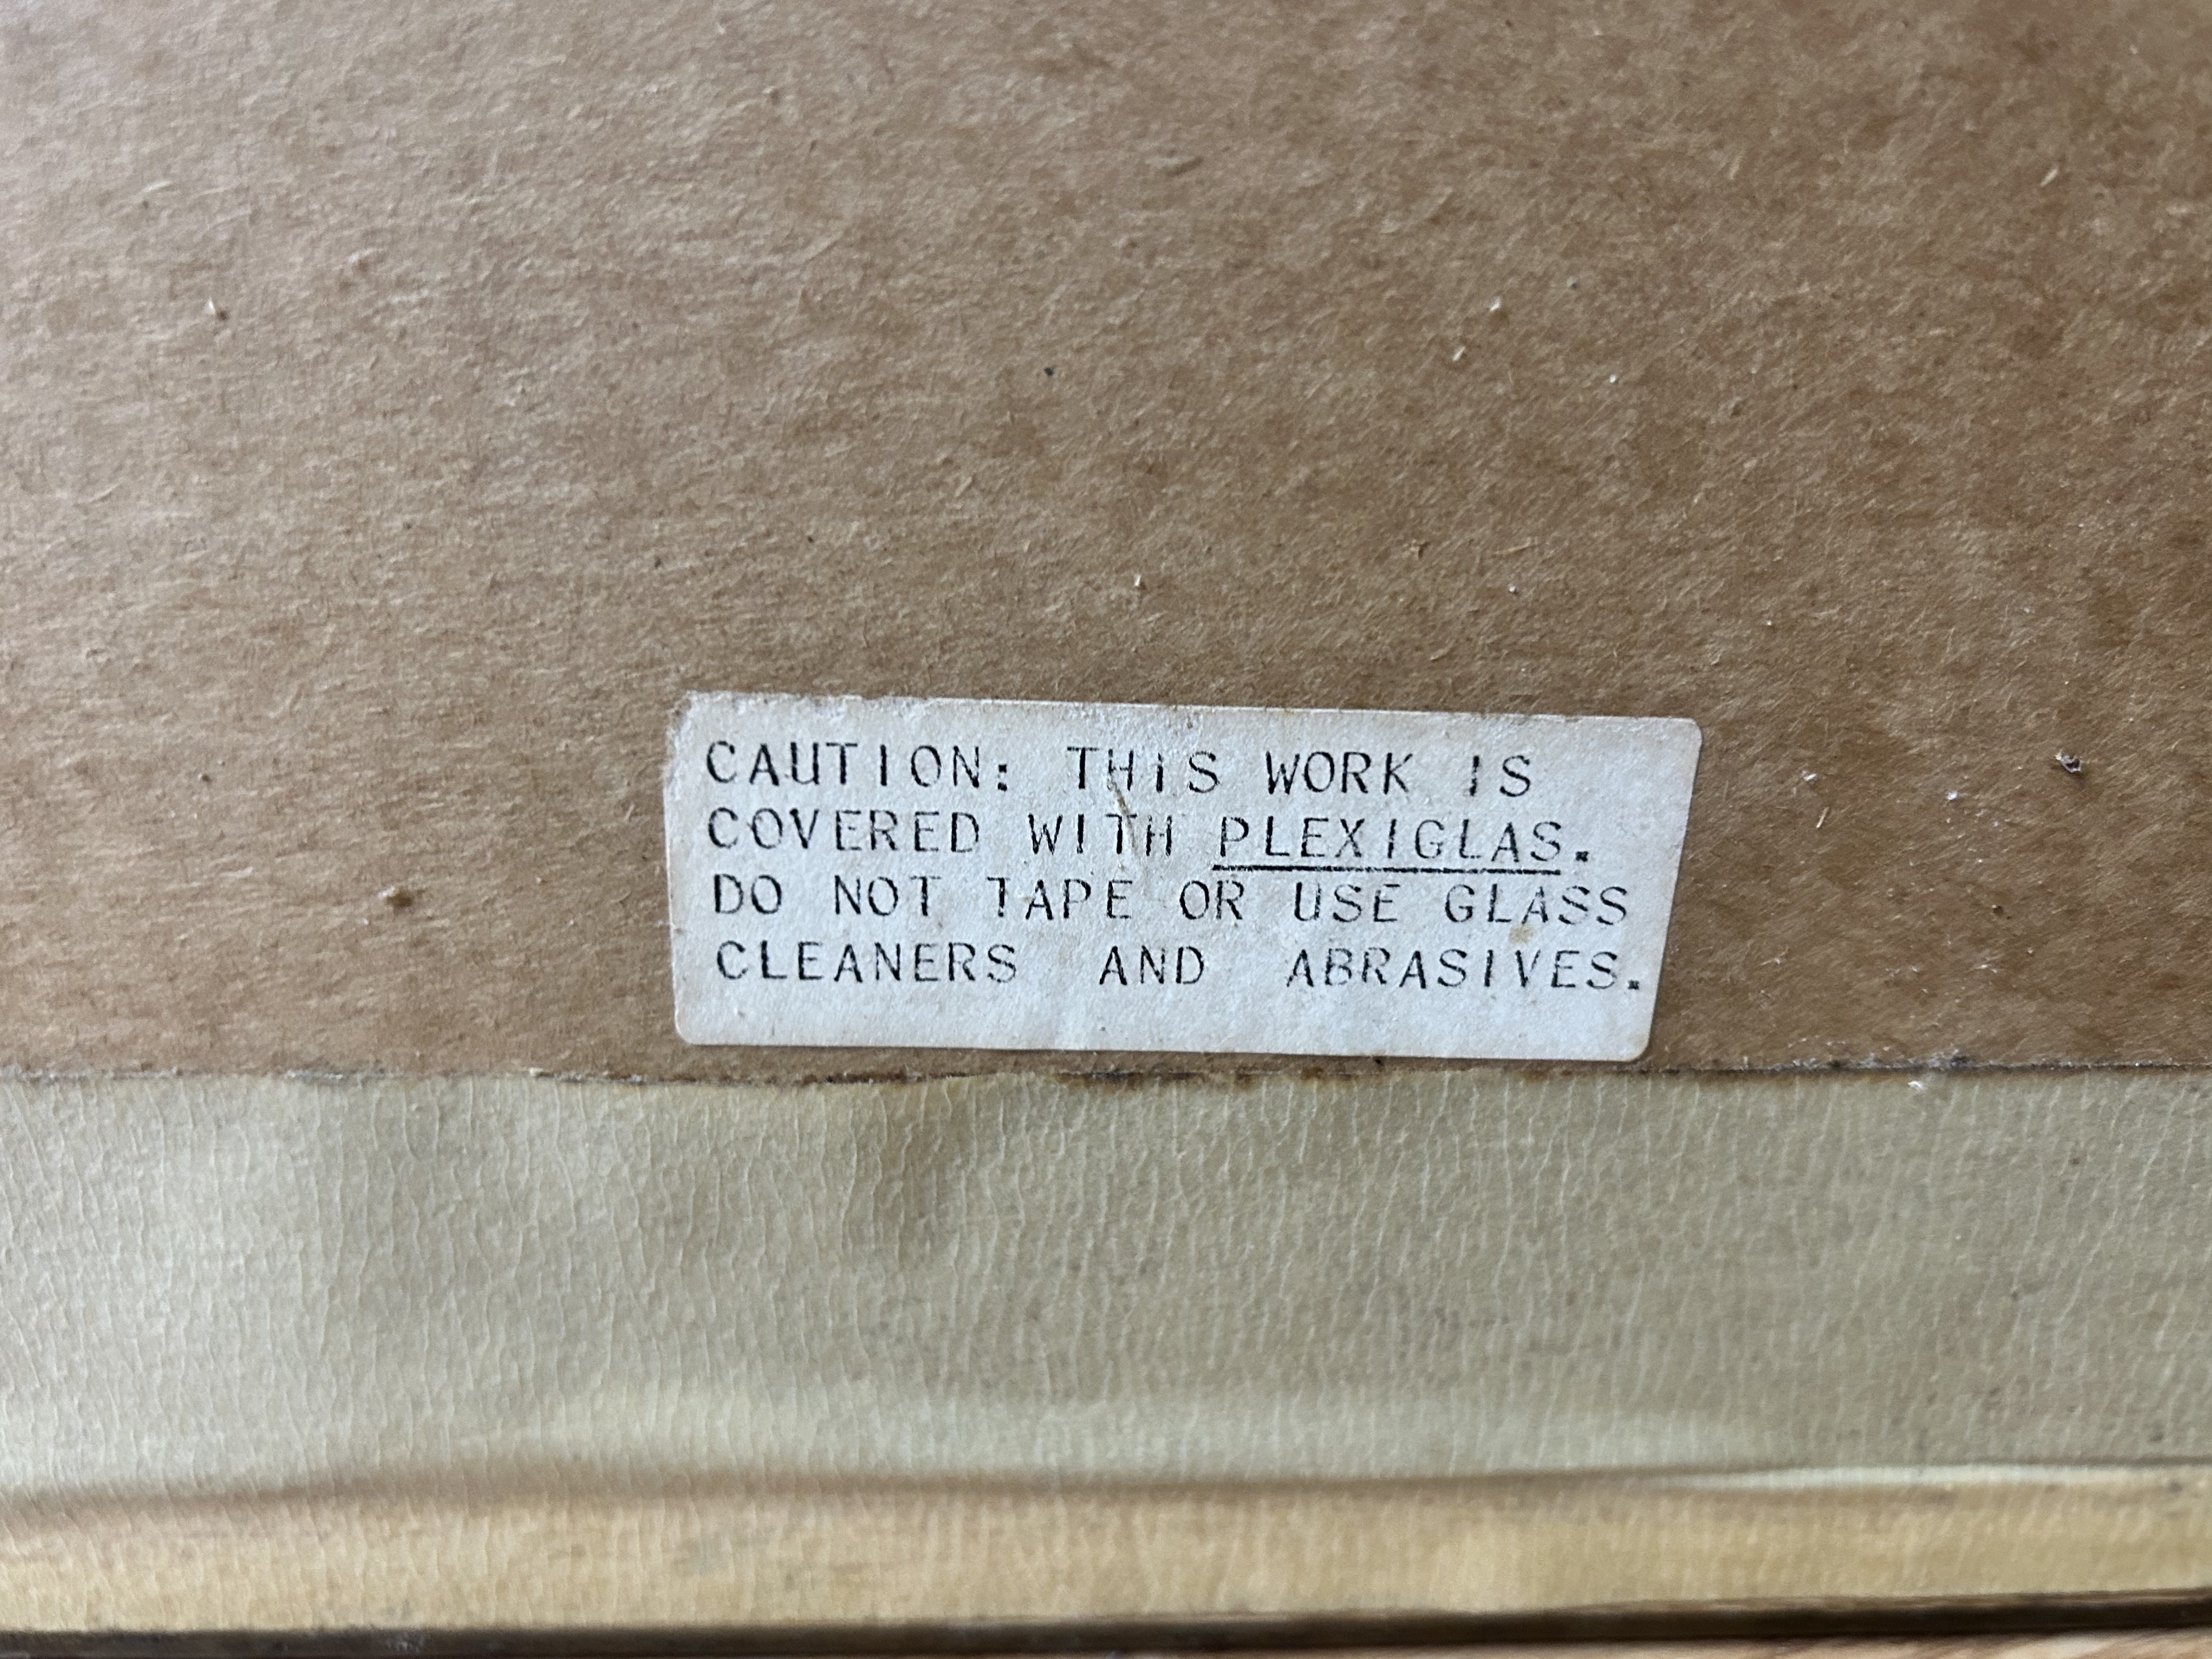 CAUTION: THIS WORK IS
COVERED WITH PLEXIGLAS.
DO NOT TAPE OR USE GLASS
CLEANERS AND ABRASIVES.